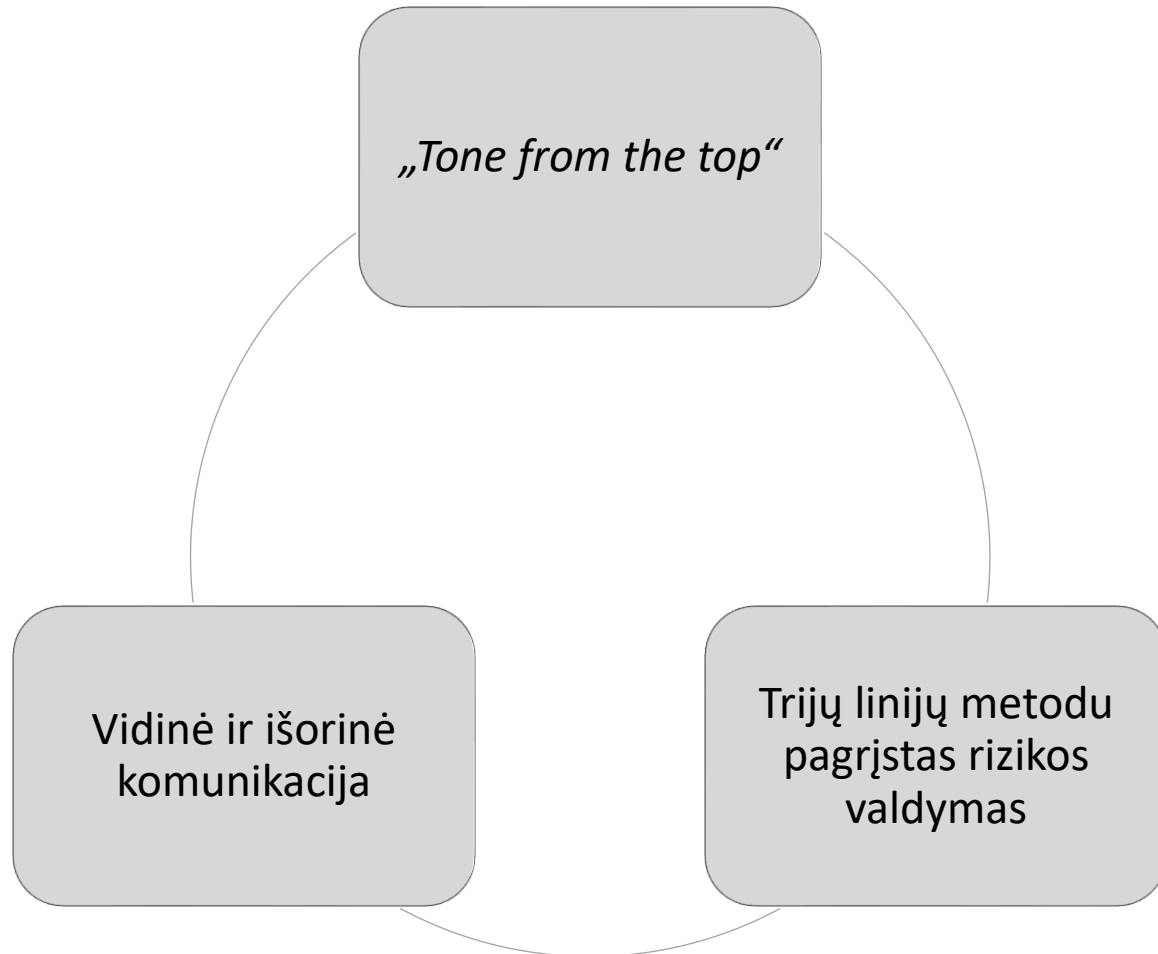 „Tone from the top“
Vidinė ir išorinė
komunikacija
Trijų linijų metodu
pagrįstas rizikos
valdymas